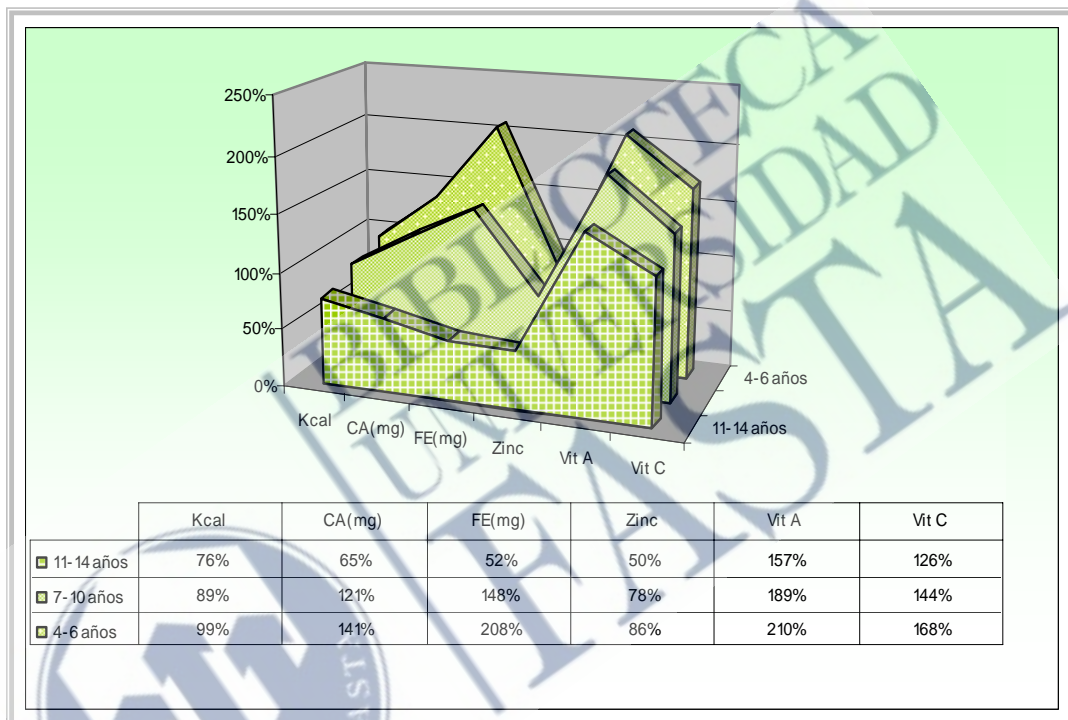 250%
200%
150%
100%
50%
0%
Kcal
CA(mg)
FE(mg)
Zinc
Vit A
Vit C
4-6 años
11-14 años
Kcal CA(mg) FE(mg) Zinc Vit A Vit C
11-14 años 76% 65% 52% 50% 157% 126%
7-10 años 89% 121% 148% 78% 189% 144%
4-6 años 99% 141% 208% 86% 210% 168%
BIBLIOTECA
UNIVERSIDAD
FASTA